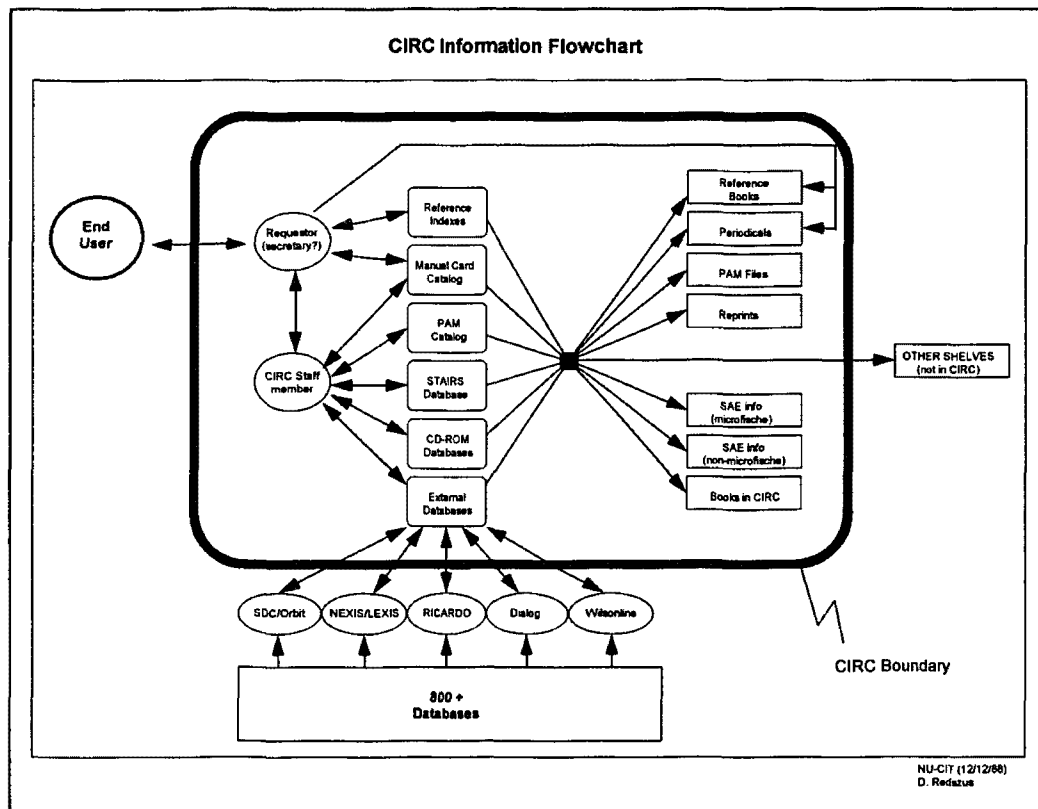 CIRC Information Flowchart
End
User
Requestor
(secretary?)
CIRC Staff
member
Reference
Indexes
Manual Card
Catalog
PAM
Catalog
STAIRS
Database
CD-ROM
Databases
External
Databases
Reference
Books
Periodicals
PAM Files
Reprints
OTHER SHELVES
(not in CIRC)
SAE info
(microfische)
SAE info
(non-microfische)
Books in CIRC
SDC/Orbit
NEXIS/LEXIS
RICARDO
Dialog
Wilsonline
800 +
Databases
CIRC Boundary
NU-CIT (12/12/88)
D. Redszus